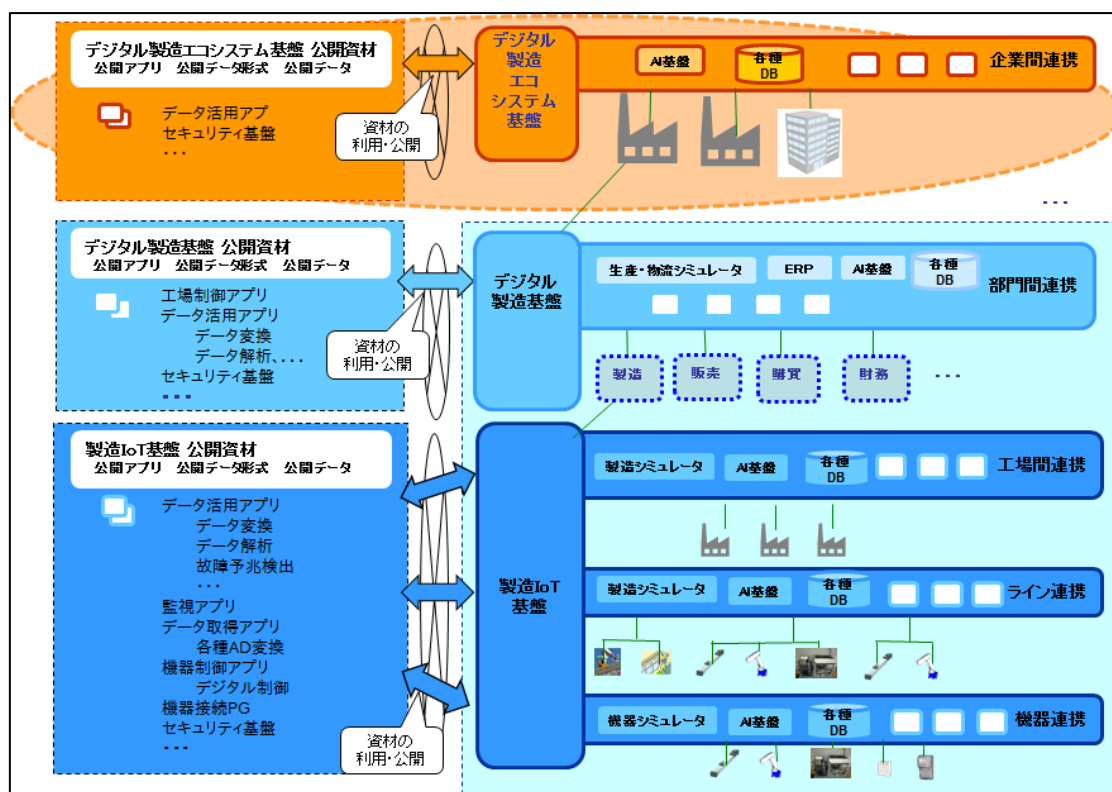 デジタル製造エコシステム基盤 公開資材
公開アプリ 公開データ形式 公開データ
データ活用アプ
セキュリティ基盤
・・・
資材の
利用・公開
デジタル
製造
エコ
システム
基盤
AI基盤
各種
DB
企業間連携
・・・
デジタル製造基盤 公開資材
公開アプリ 公開データ形式 公開データ
工場制御アプリ
データ活用アプリ
データ変換
データ解析、・・・
セキュリティ基盤
・・・
資材の
利用・公開
デジタル
製造基盤
生産・物流シミュレータ
ERP
AI基盤
各種
DB
部門間連携
製造
販売
購買
財務
・・・
製造IoT基盤 公開資材
公開アプリ 公開データ形式 公開データ
データ活用アプリ
データ変換
データ解析
故障予兆検出
・・・
監視アプリ
データ取得アプリ
各種AD変換
機器制御アプリ
デジタル制御
機器接続PG
セキュリティ基盤
・・・
資材の
利用・公開
製造IoT
基盤
製造シミュレータ
AI基盤
各種
DB
工場間連携
製造シミュレータ
AI基盤
各種
DB
ライン連携
機器シミュレータ
AI基盤
各種
DB
機器連携